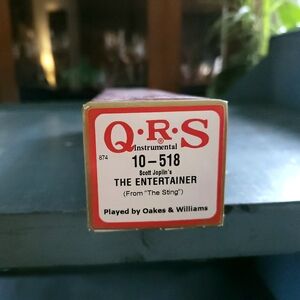 Q·R·S®
Instrumental
874
10-518
Scott Joplin's
THE ENTERTAINER
(From "The Sting")
Played by Oakes & Williams